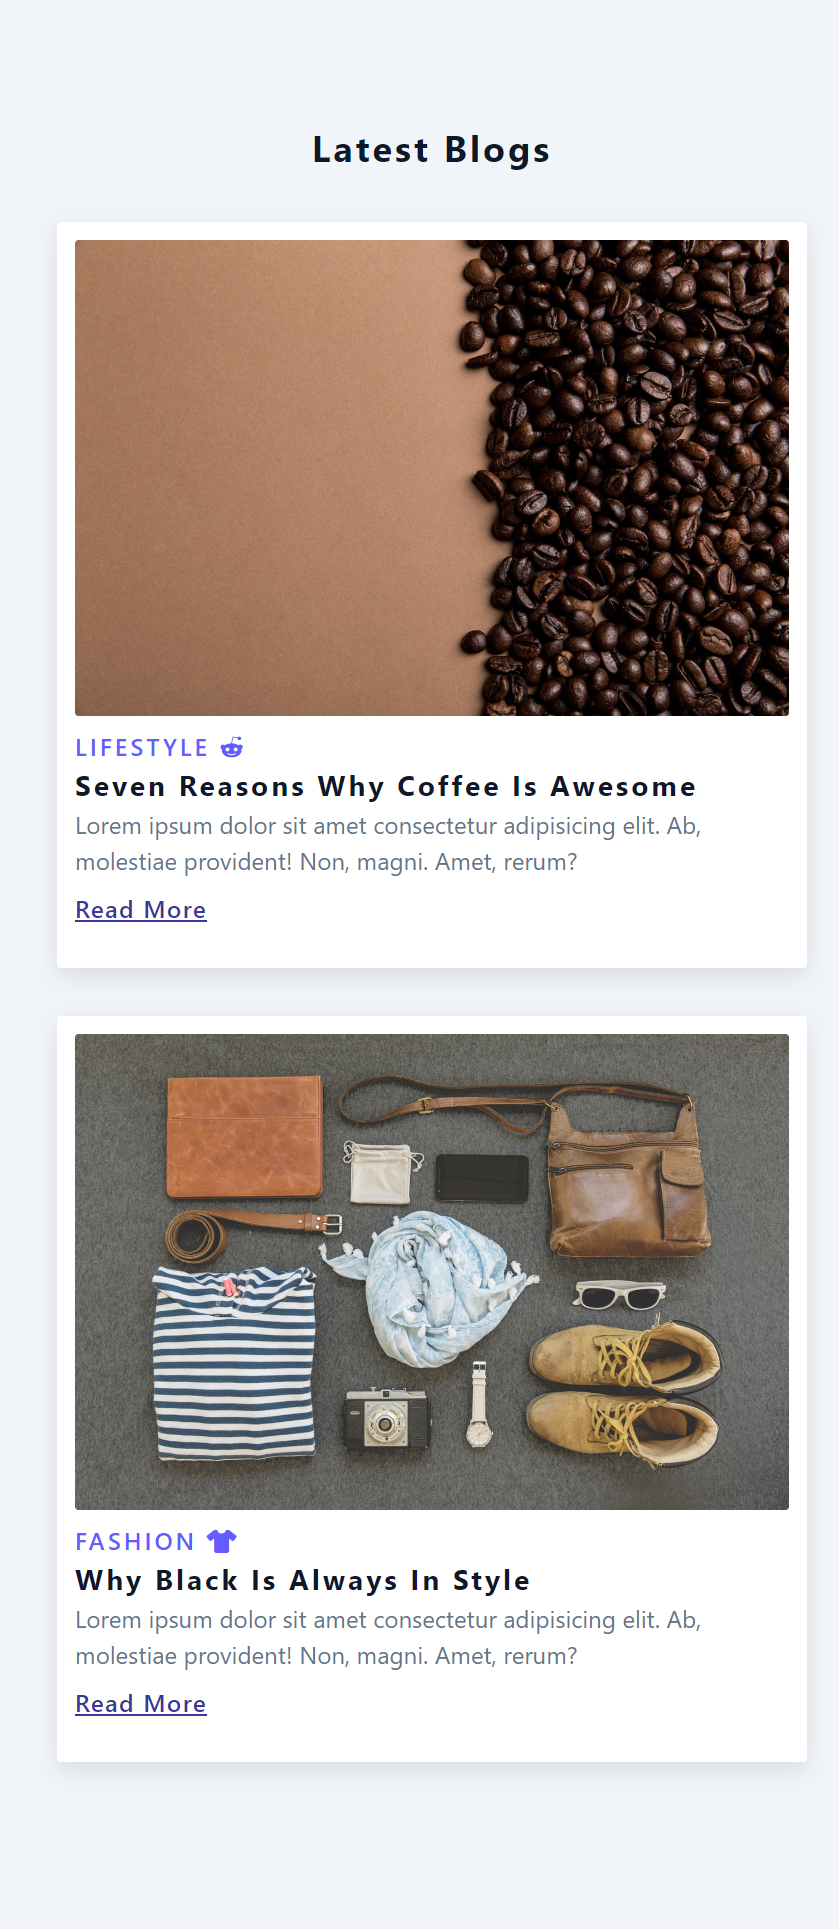 Latest Blogs
LIFESTYLE
Seven Reasons Why Coffee Is Awesome
Lorem ipsum dolor sit amet consectetur adipisicing elit. Ab,
molestiae provident! Non, magni. Amet, rerum?
Read More
FASHION
Why Black Is Always In Style
Lorem ipsum dolor sit amet consectetur adipisicing elit. Ab,
molestiae provident! Non, magni. Amet, rerum?
Read More